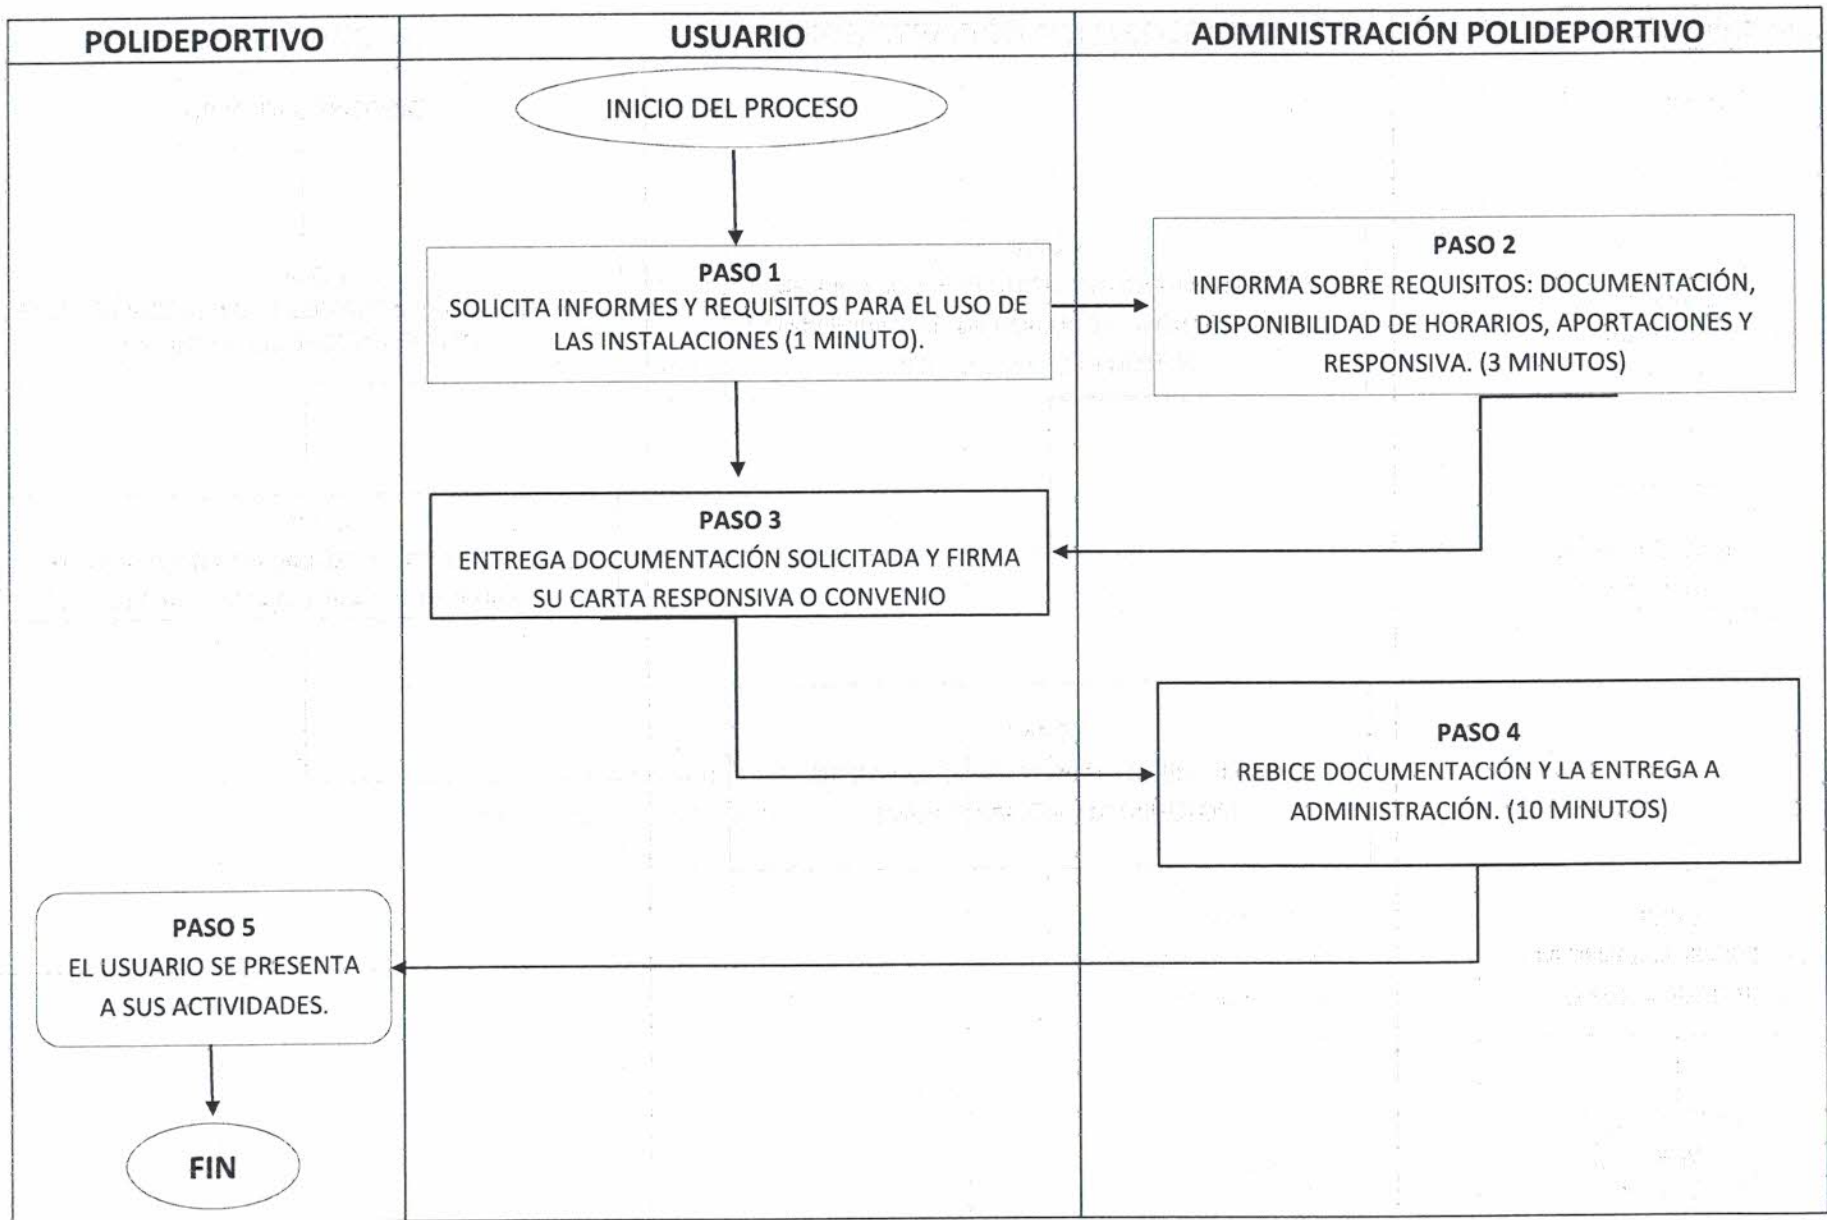 POLIDEPORTIVO
USUARIO
ADMINISTRACIÓN POLIDEPORTIVO
INICIO DEL PROCESO
PASO 1
SOLICITA INFORMES Y REQUISITOS PARA EL USO DE
LAS INSTALACIONES (1 MINUTO).
PASO 2
INFORMA SOBRE REQUISITOS: DOCUMENTACIÓN,
DISPONIBILIDAD DE HORARIOS, APORTACIONES Y
RESPONSIVA. (3 MINUTOS)
PASO 3
ENTREGA DOCUMENTACIÓN SOLICITADA Y FIRMA
SU CARTA RESPONSIVA O CONVENIO
PASO 4
REBICE DOCUMENTACIÓN Y LA ENTREGA A
ADMINISTRACIÓN. (10 MINUTOS)
PASO 5
EL USUARIO SE PRESENTA
A SUS ACTIVIDADES.
FIN